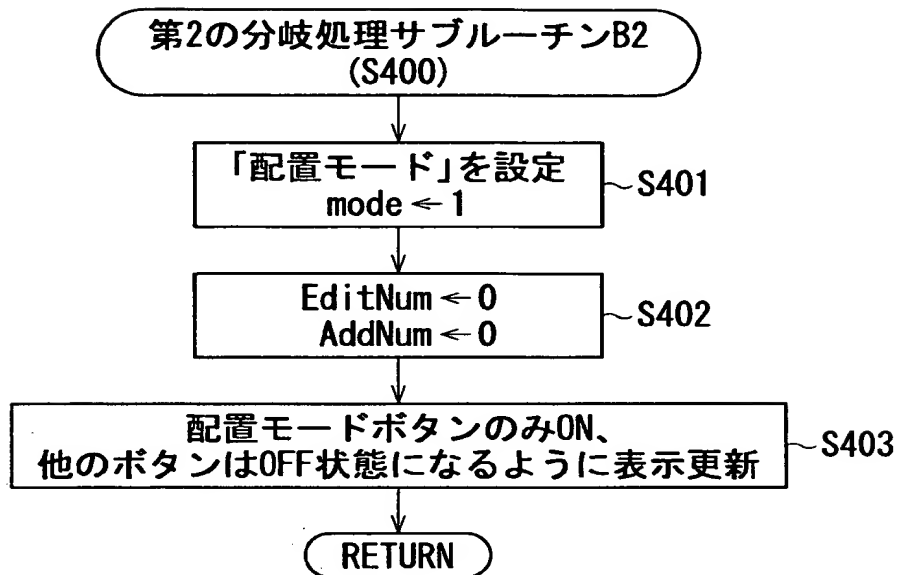 第2の分岐処理サブルーチンB2
(S400)
「配置モード」を設定
mode ← 1
S401
EditNum ← 0
AddNum ← 0
S402
配置モードボタンのみON、
他のボタンはOFF状態になるように表示更新
S403
RETURN